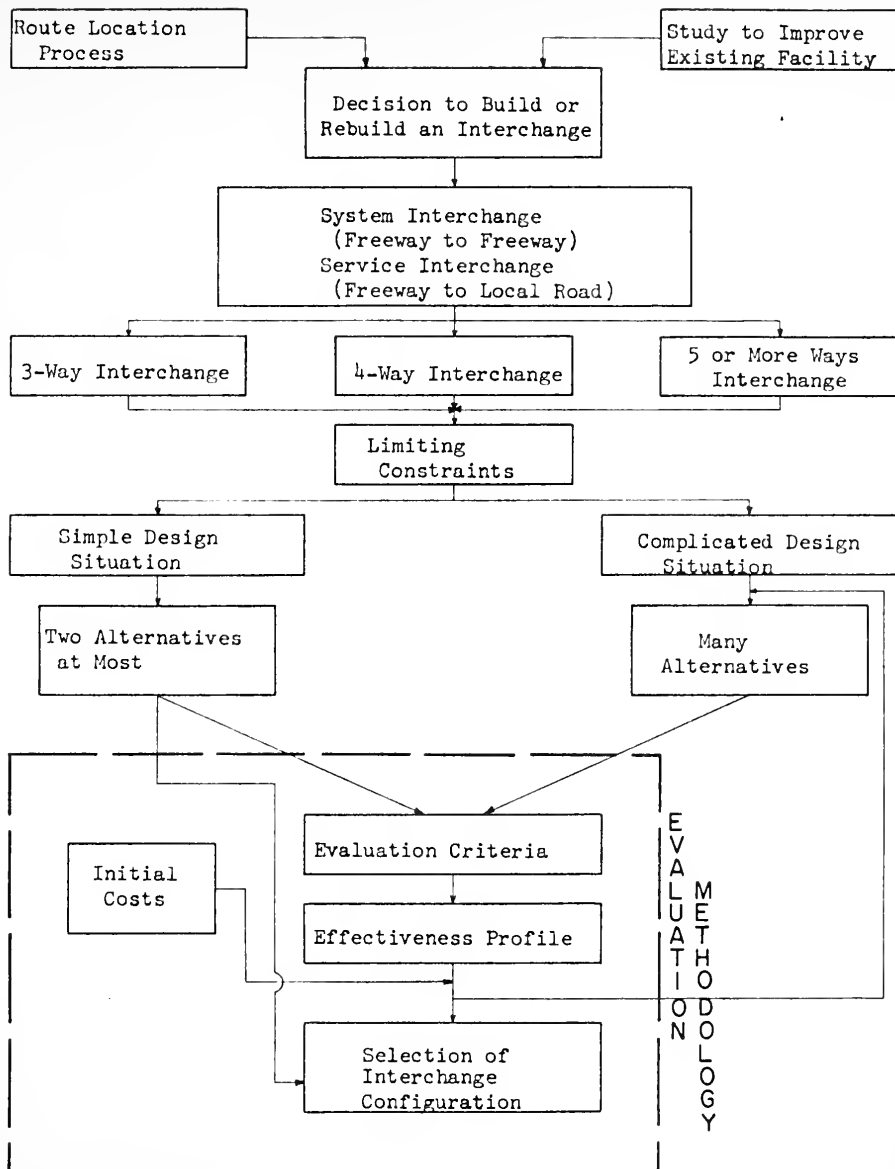 Route Location
Process
Study to Improve
Existing Facility
Decision to Build or
Rebuild an Interchange
System Interchange
(Freeway to Freeway)
Service Interchange
(Freeway to Local Road)
3-Way Interchange
4-Way Interchange
5 or More Ways
Interchange
Limiting
Constraints
Simple Design
Situation
Complicated Design
Situation
Two Alternatives
at Most
Many
Alternatives
Evaluation Criteria
Initial
Costs
Effectiveness Profile
Selection of
Interchange
Configuration
EVALUATION
METHODOLOGY